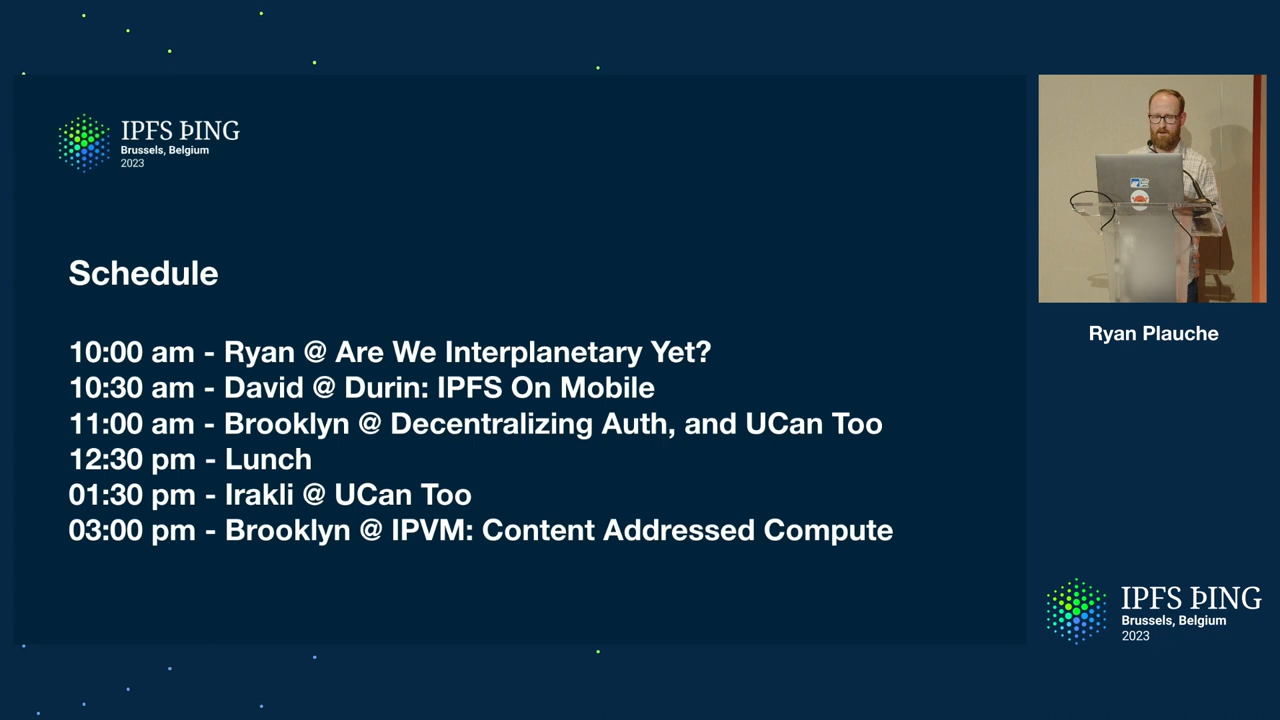 IPFS ÞING
Brussels, Belgium
2023
Schedule
10:00 am - Ryan @ Are We Interplanetary Yet?
10:30 am - David @ Durin: IPFS On Mobile
11:00 am - Brooklyn @ Decentralizing Auth, and UCan Too
12:30 pm - Lunch
01:30 pm - Irakli @ UCan Too
03:00 pm - Brooklyn @ IPVM: Content Addressed Compute
Ryan Plauche
IPFS ÞING
Brussels, Belgium
2023